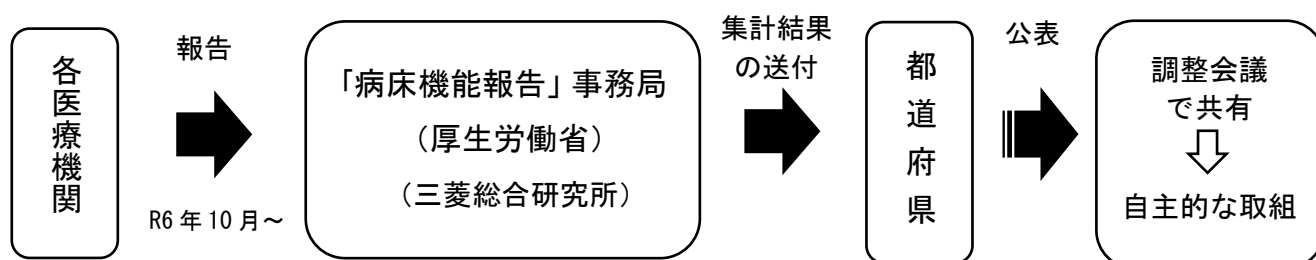 各医療機関
報告
R6年10月～
「病床機能報告」事務局
（厚生労働省）
（三菱総合研究所）
集計結果
の送付
都道府県
公表
調整会議
で共有
自主的な取組